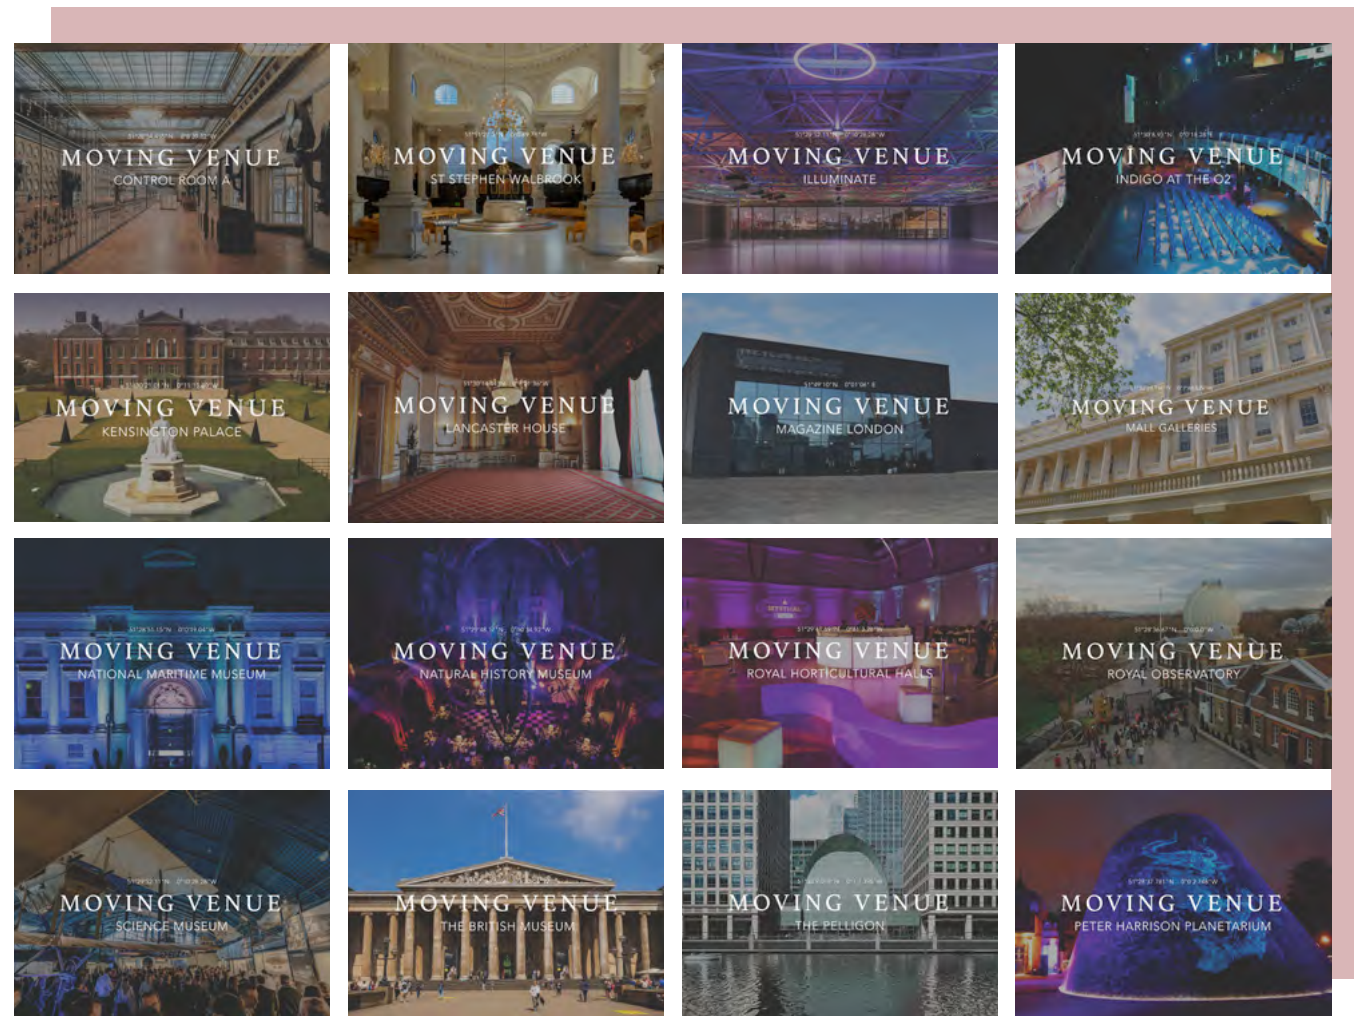 MOVING VENUE
CONTROL ROOM A
MOVING VENUE
ST STEPHEN WALBROOK
MOVING VENUE
ILLUMINATE
MOVING VENUE
INDIGO AT THE O2
MOVING VENUE
KENSINGTON PALACE
MOVING VENUE
LANCASTER HOUSE
MOVING VENUE
MAGAZINE LONDON
MOVING VENUE
MALL GALLERIES
MOVING VENUE
NATIONAL MARITIME MUSEUM
MOVING VENUE
NATURAL HISTORY MUSEUM
MOVING VENUE
ROYAL HORTICULTURAL HALLS
MOVING VENUE
ROYAL OBSERVATORY
MOVING VENUE
SCIENCE MUSEUM
MOVING VENUE
THE BRITISH MUSEUM
MOVING VENUE
THE PELLIGON
MOVING VENUE
PETER HARRISON PLANETARIUM